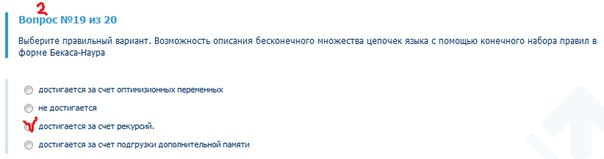 2
Вопрос №19 из 20
Выберите правильный вариант. Возможность описания бесконечного множества цепочек языка с помощью конечного набора правил в
форме Бекаса-Наура
достигается за счет оптимизионных переменных
не достигается
достигается за счет рекурсий.
достигается за счет подгрузки дополнительной памяти